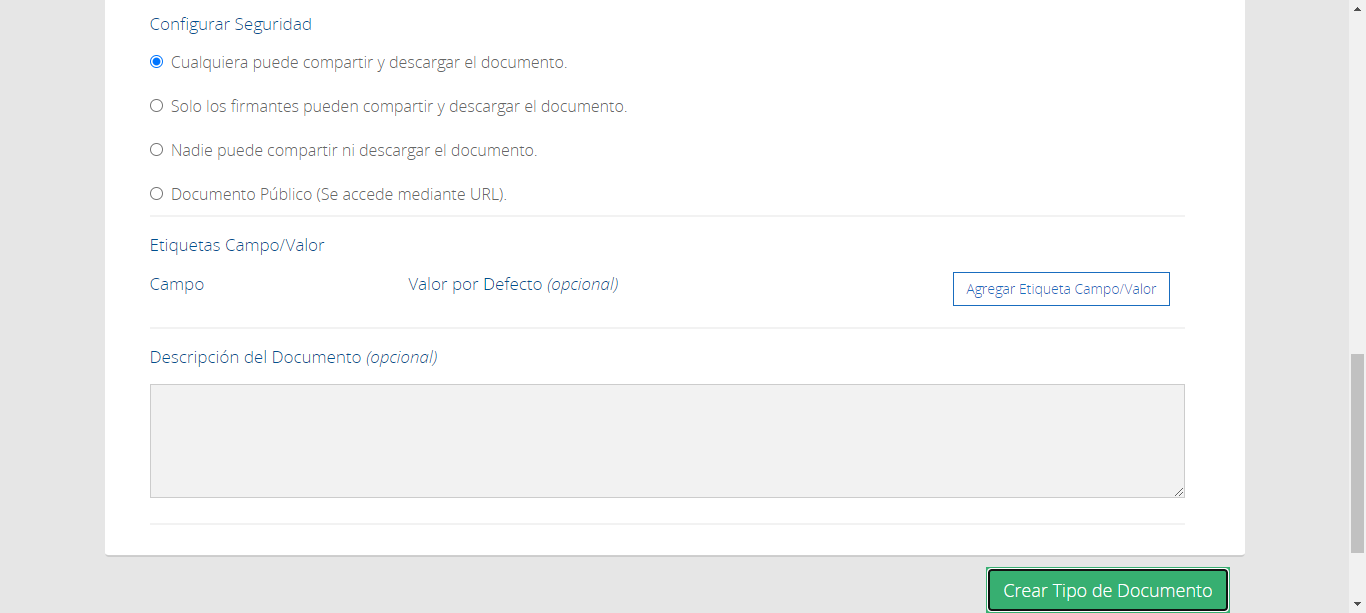 Configurar Seguridad
Cualquiera puede compartir y descargar el documento.
Solo los firmantes pueden compartir y descargar el documento.
Nadie puede compartir ni descargar el documento.
Documento Público (Se accede mediante URL).
Etiquetas Campo/Valor
Campo Valor por Defecto (opcional) Agregar Etiqueta Campo/Valor
Descripción del Documento (opcional)
Crear Tipo de Documento